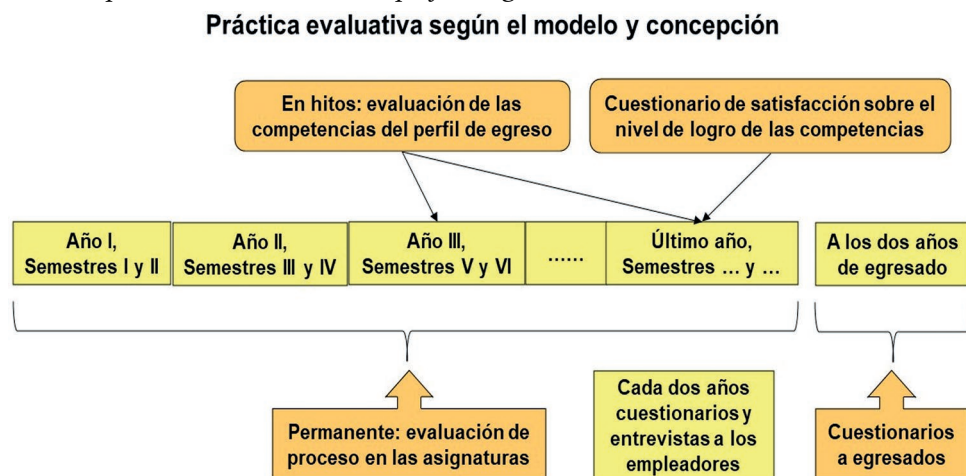 Práctica evaluativa según el modelo y concepción
En hitos: evaluación de las
competencias del perfil de egreso
Cuestionario de satisfacción sobre el
nivel de logro de las competencias
Año I,
Semestres I y II
Año II,
Semestres III y IV
Año III,
Semestres V y VI
……
Último año,
Semestres … y …
A los dos años
de egresado
Permanente: evaluación de
proceso en las asignaturas
Cada dos años
cuestionarios y
entrevistas a los
empleadores
Cuestionarios
a egresados